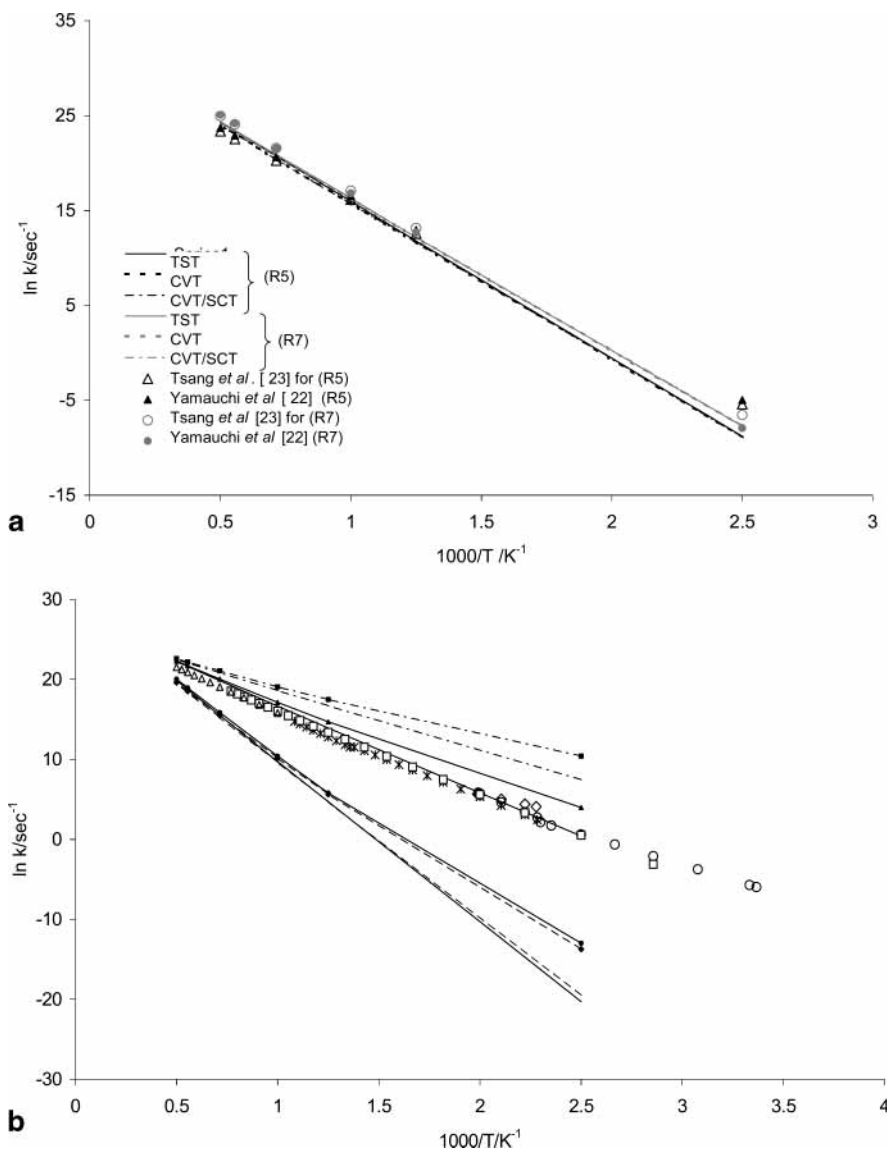 35
25
15
5
-5
-15
ln k/sec-1
TST
CVT (R5)
CVT/SCT
TST
CVT (R7)
CVT/SCT
Tsang et al. [ 23] for (R5)
Yamauchi et al [ 22] (R5)
Tsang et al [23] for (R7)
Yamauchi et al [22] (R7)
0 0.5 1 1.5 2 2.5 3
a
1000/T /K-1
30
20
10
0
-10
-20
-30
ln k/sec-1
0 0.5 1 1.5 2 2.5 3 3.5 4
b
1000/T/K-1